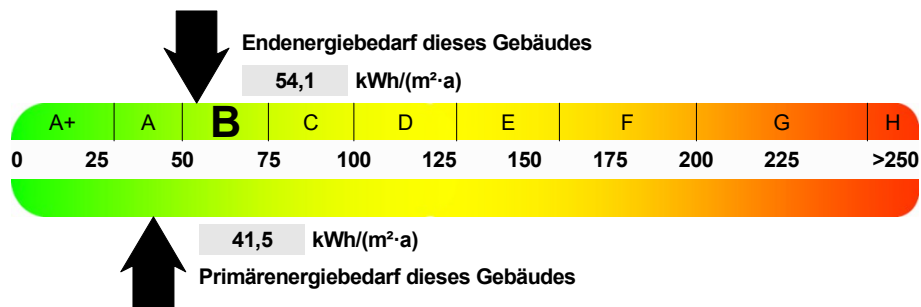 Endenergiebedarf dieses Gebäudes
54,1 kWh/(m²·a)
A+ A B C D E F G H
0 25 50 75 100 125 150 175 200 225 >250
41,5 kWh/(m²·a)
Primärenergiebedarf dieses Gebäudes